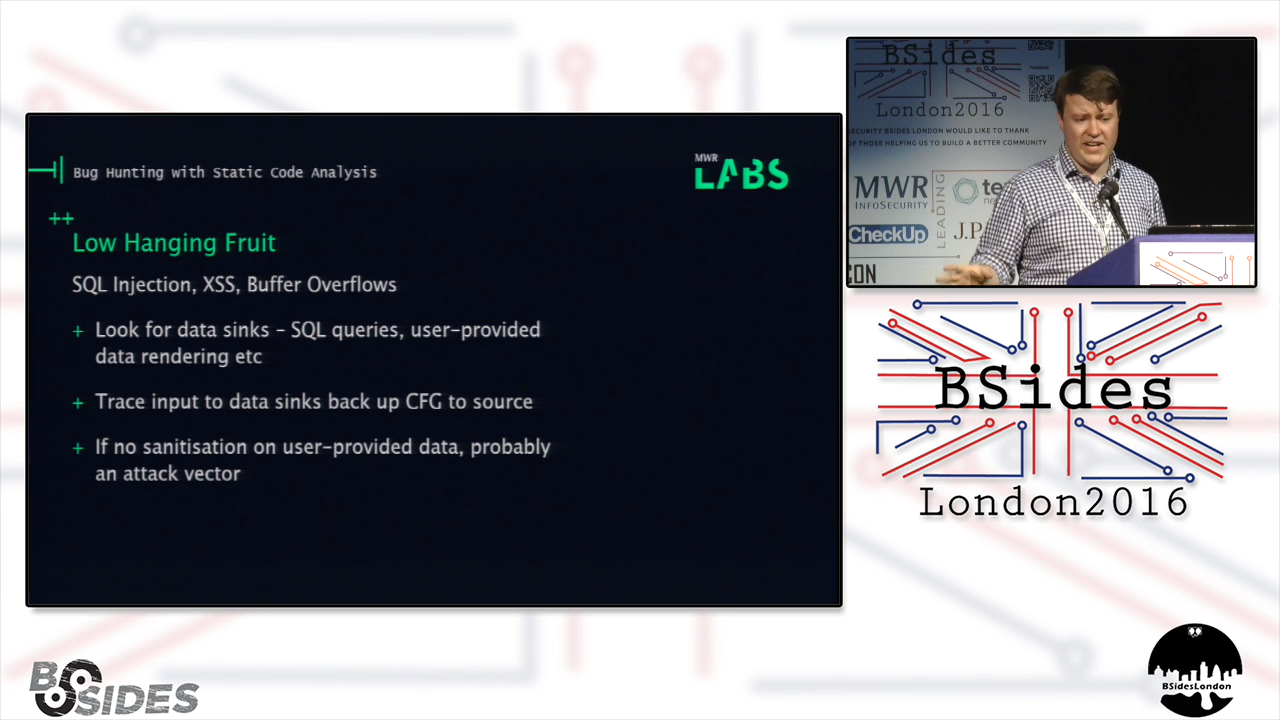 Bug Hunting with Static Code Analysis
MWR
LABS
++
Low Hanging Fruit
SQL Injection, XSS, Buffer Overflows
+ Look for data sinks – SQL queries, user-provided
data rendering etc
+ Trace input to data sinks back up CFG to source
+ If no sanitisation on user-provided data, probably
an attack vector
BSides
London2016
SECURITY BSIDES LONDON WOULD LIKE TO THANK
OF THOSE HELPING US TO BUILD A BETTER COMMUNITY
MWR
INFOSECURITY
LEADING
CheckUp
J.P.
BSides
London2016
BSIDES
BSidesLondon